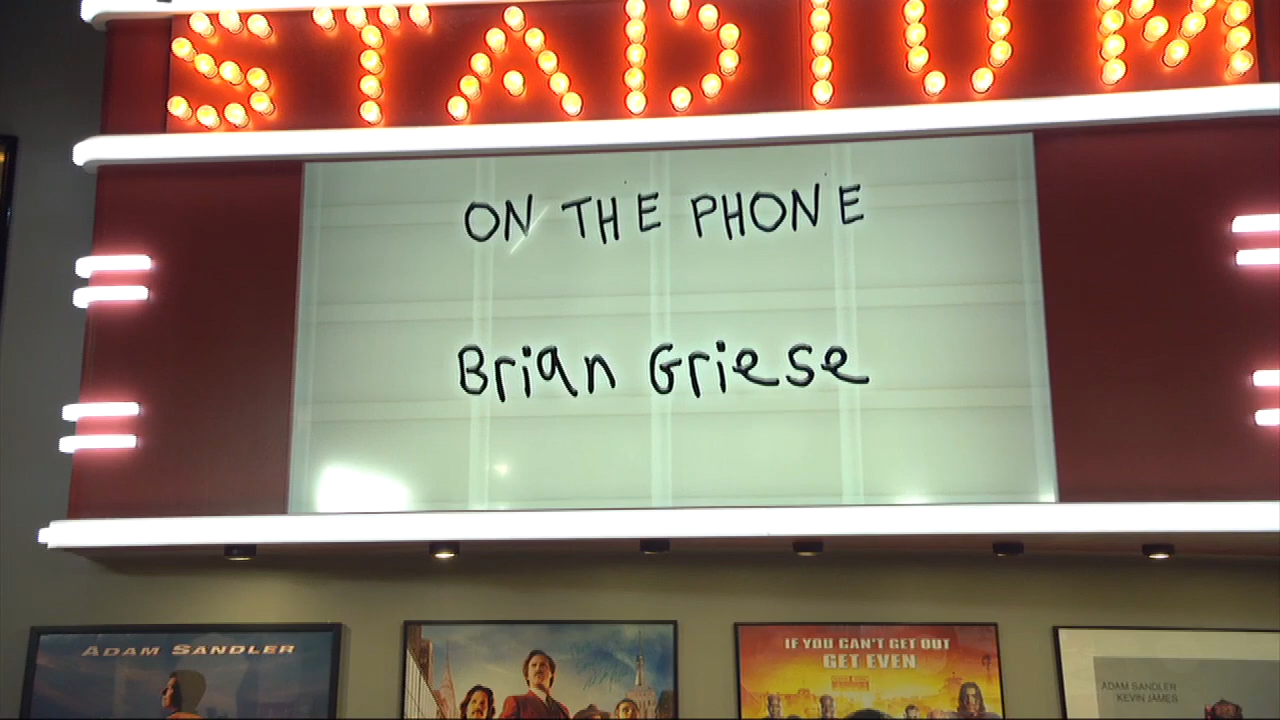 STADIUM
ON THE PHONE
Brian Griese
ADAM SANDLER
IF YOU CAN'T GET OUT
GET EVEN
ADAM SANDLER
KEVIN JAMES